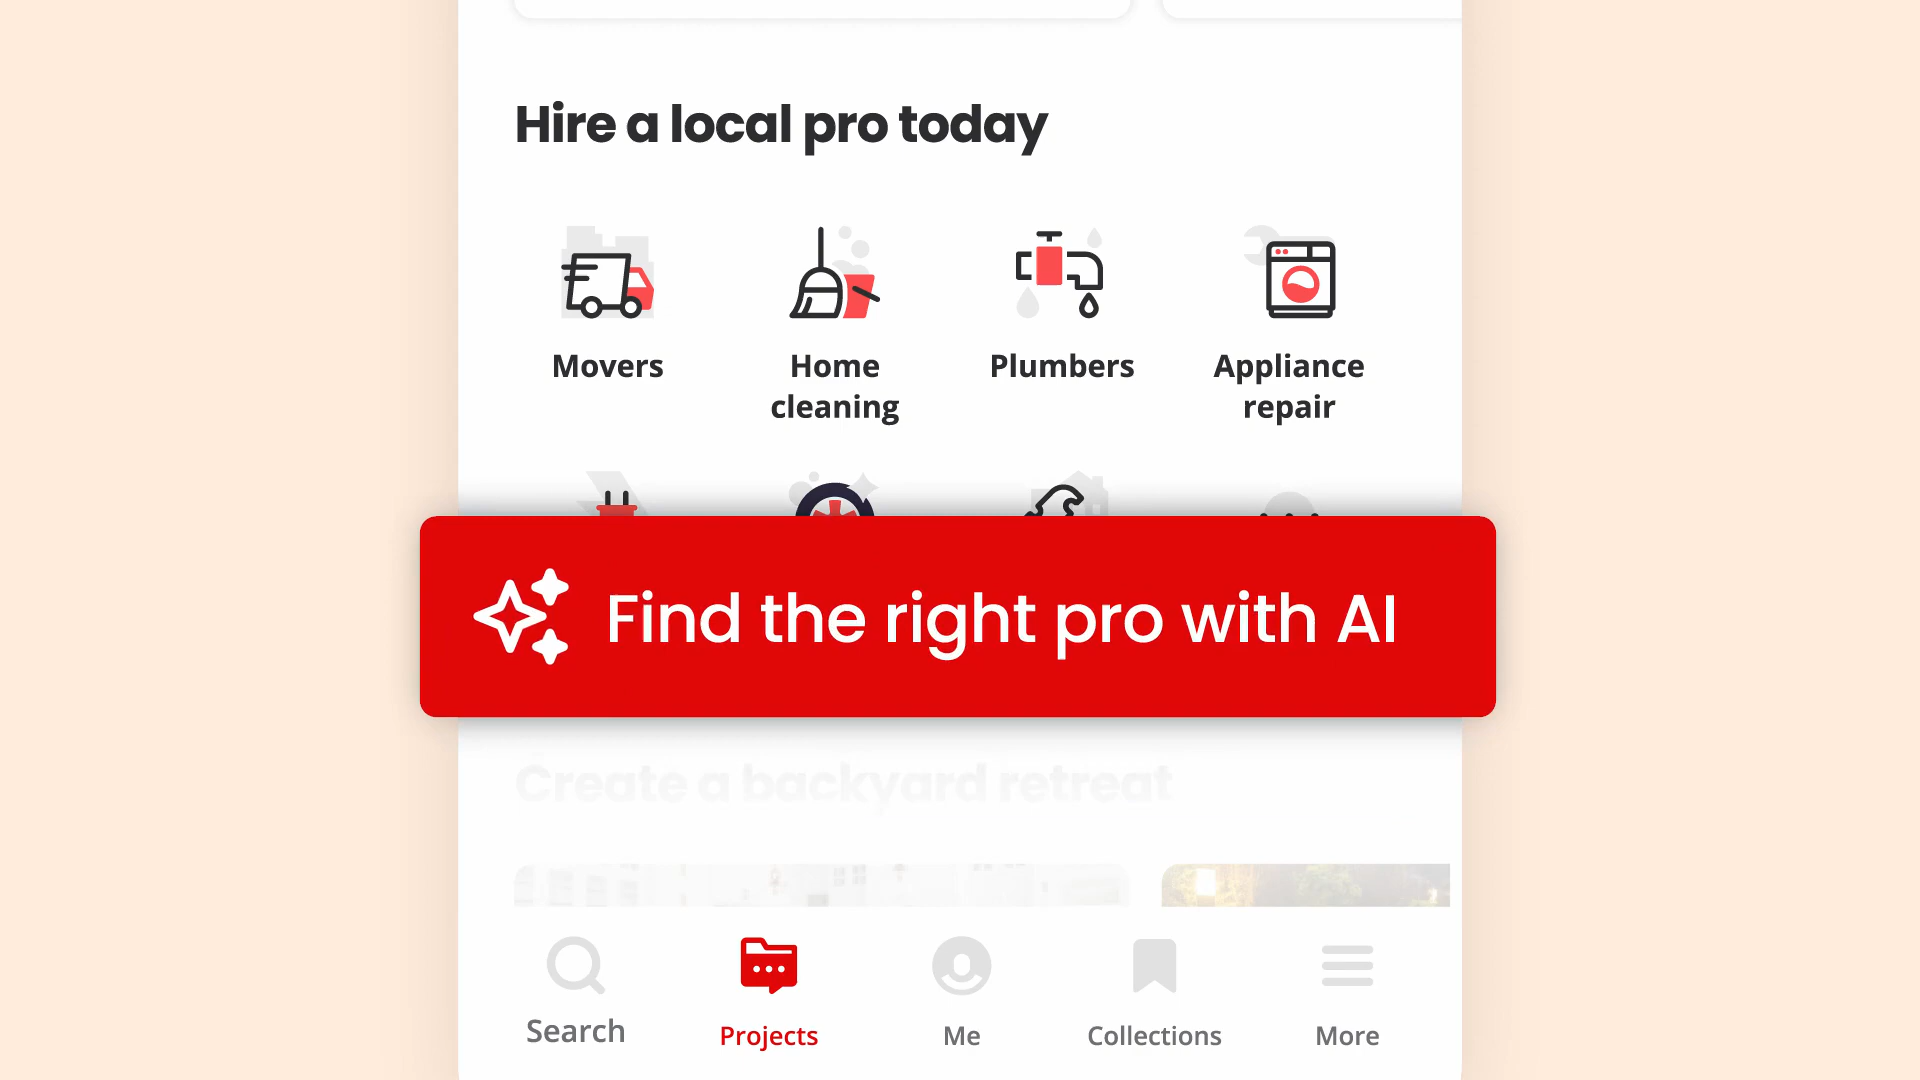 Hire a local pro today
Movers
Home
cleaning
Plumbers
Appliance
repair
Find the right pro with AI
Create a backyard retreat
Search
Projects
Me
Collections
More